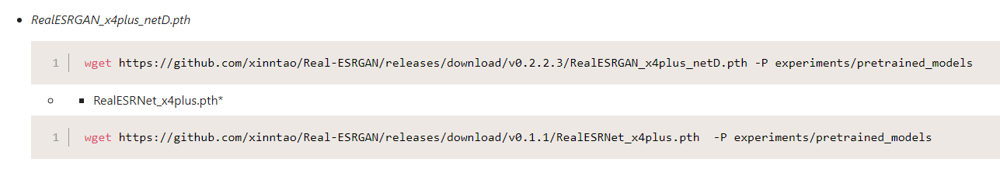 RealESRGAN_x4plus_netD.pth
1 wget https://github.com/xinntao/Real-ESRGAN/releases/download/v0.2.2.3/RealESRGAN_x4plus_netD.pth -P experiments/pretrained_models
RealESRNet_x4plus.pth*
1 wget https://github.com/xinntao/Real-ESRGAN/releases/download/v0.1.1/RealESRNet_x4plus.pth  -P experiments/pretrained_models